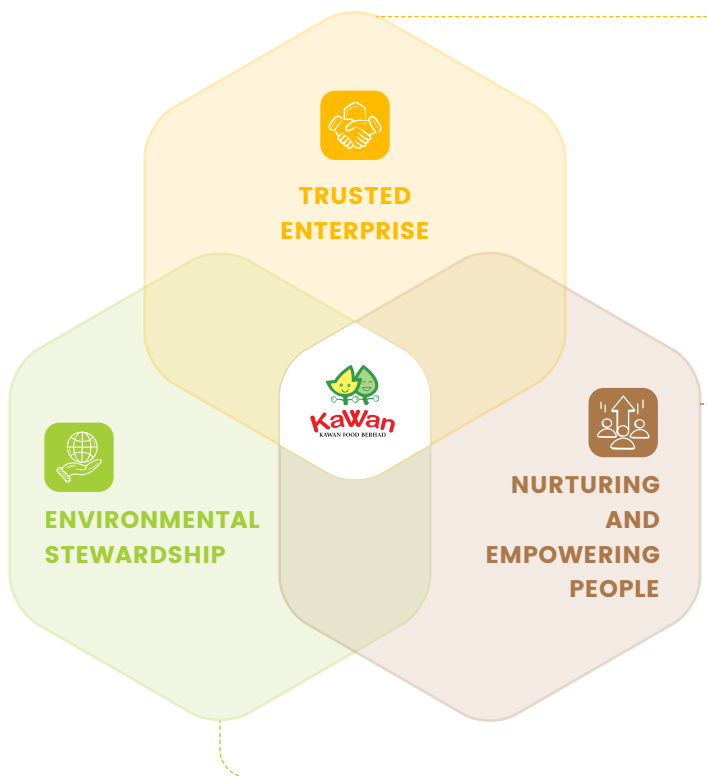 TRUSTED
ENTERPRISE
KaWan
KAWAN FOOD BERHAD
ENVIRONMENTAL
STEWARDSHIP
NURTURING
AND
EMPOWERING
PEOPLE